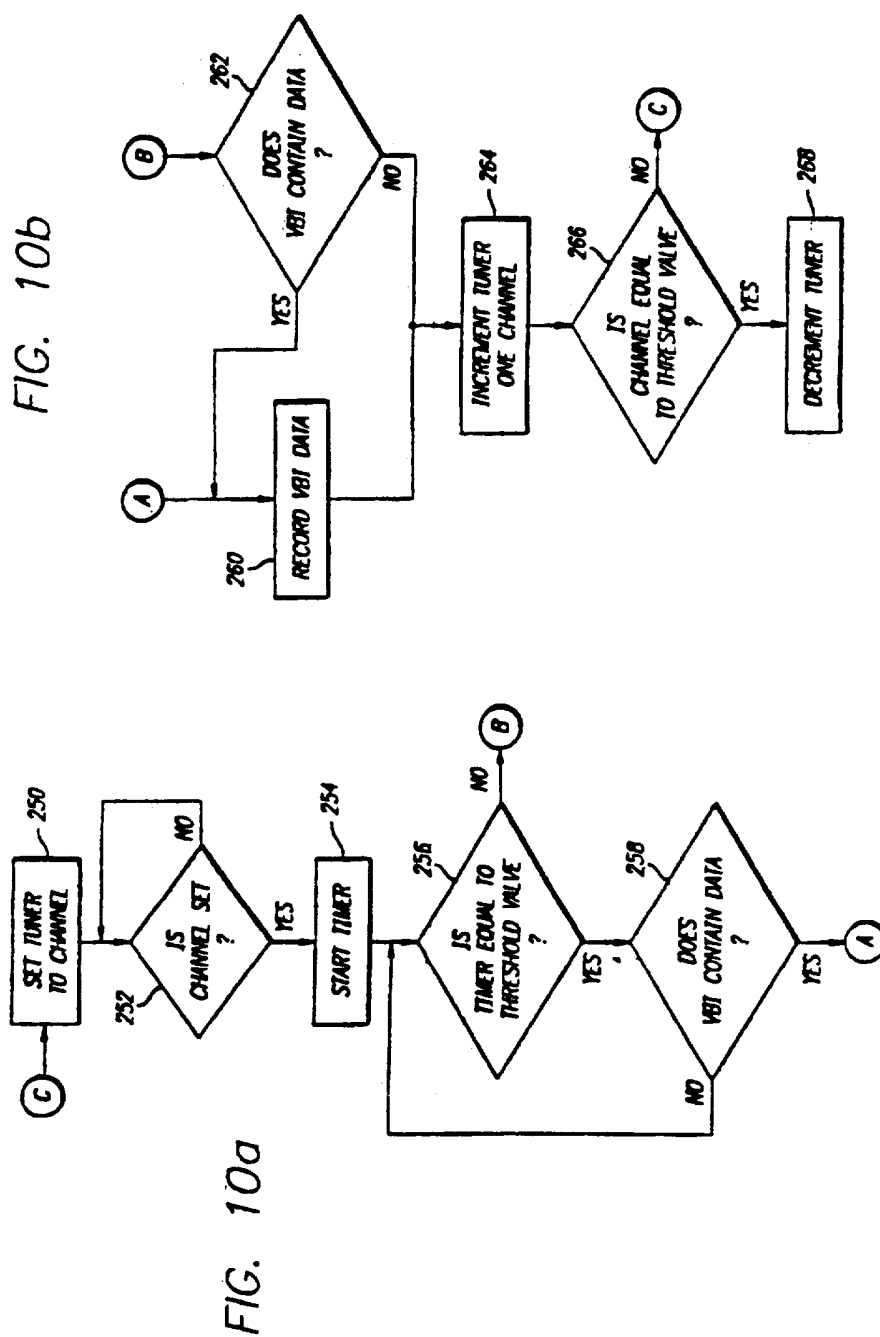 FIG. 10a
C
SET TUNER
TO CHANNEL
250
IS
CHANNEL SET
?
252
NO
YES
START TIMER
254
IS
TIMER EQUAL TO
THRESHOLD VALVE
?
256
NO
B
YES
DOES
VBI CONTAIN DATA
?
258
NO
YES
A
FIG. 10b
A
B
DOES
VBI CONTAIN DATA
?
262
YES
NO
RECORD VBI DATA
260
INCREMENT TUNER
ONE CHANNEL
264
IS
CHANNEL EQUAL
TO THRESHOLD VALVE
?
266
NO
C
YES
DECREMENT TUNER
268